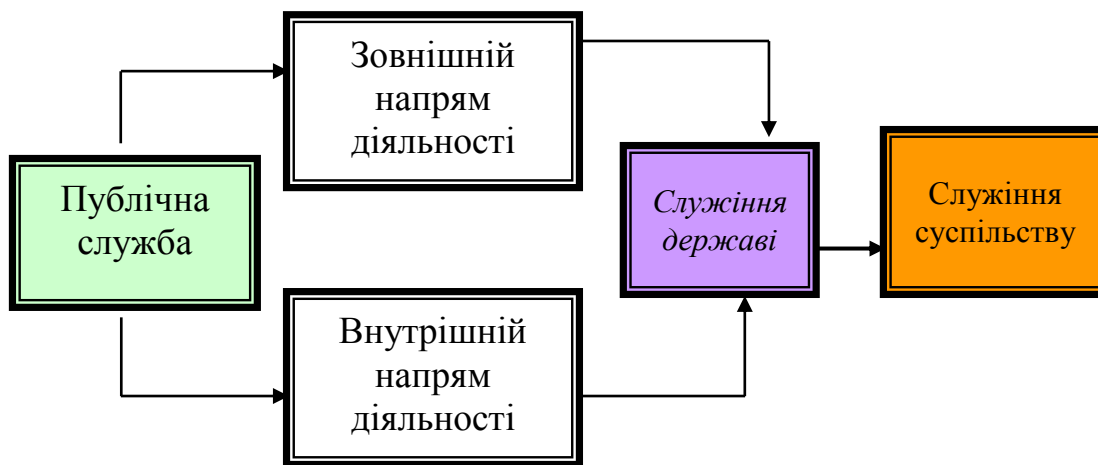 Зовнішній
напрям
діяльності
Публічна
служба
Служіння
державі
Служіння
суспільству
Внутрішній
напрям
діяльності